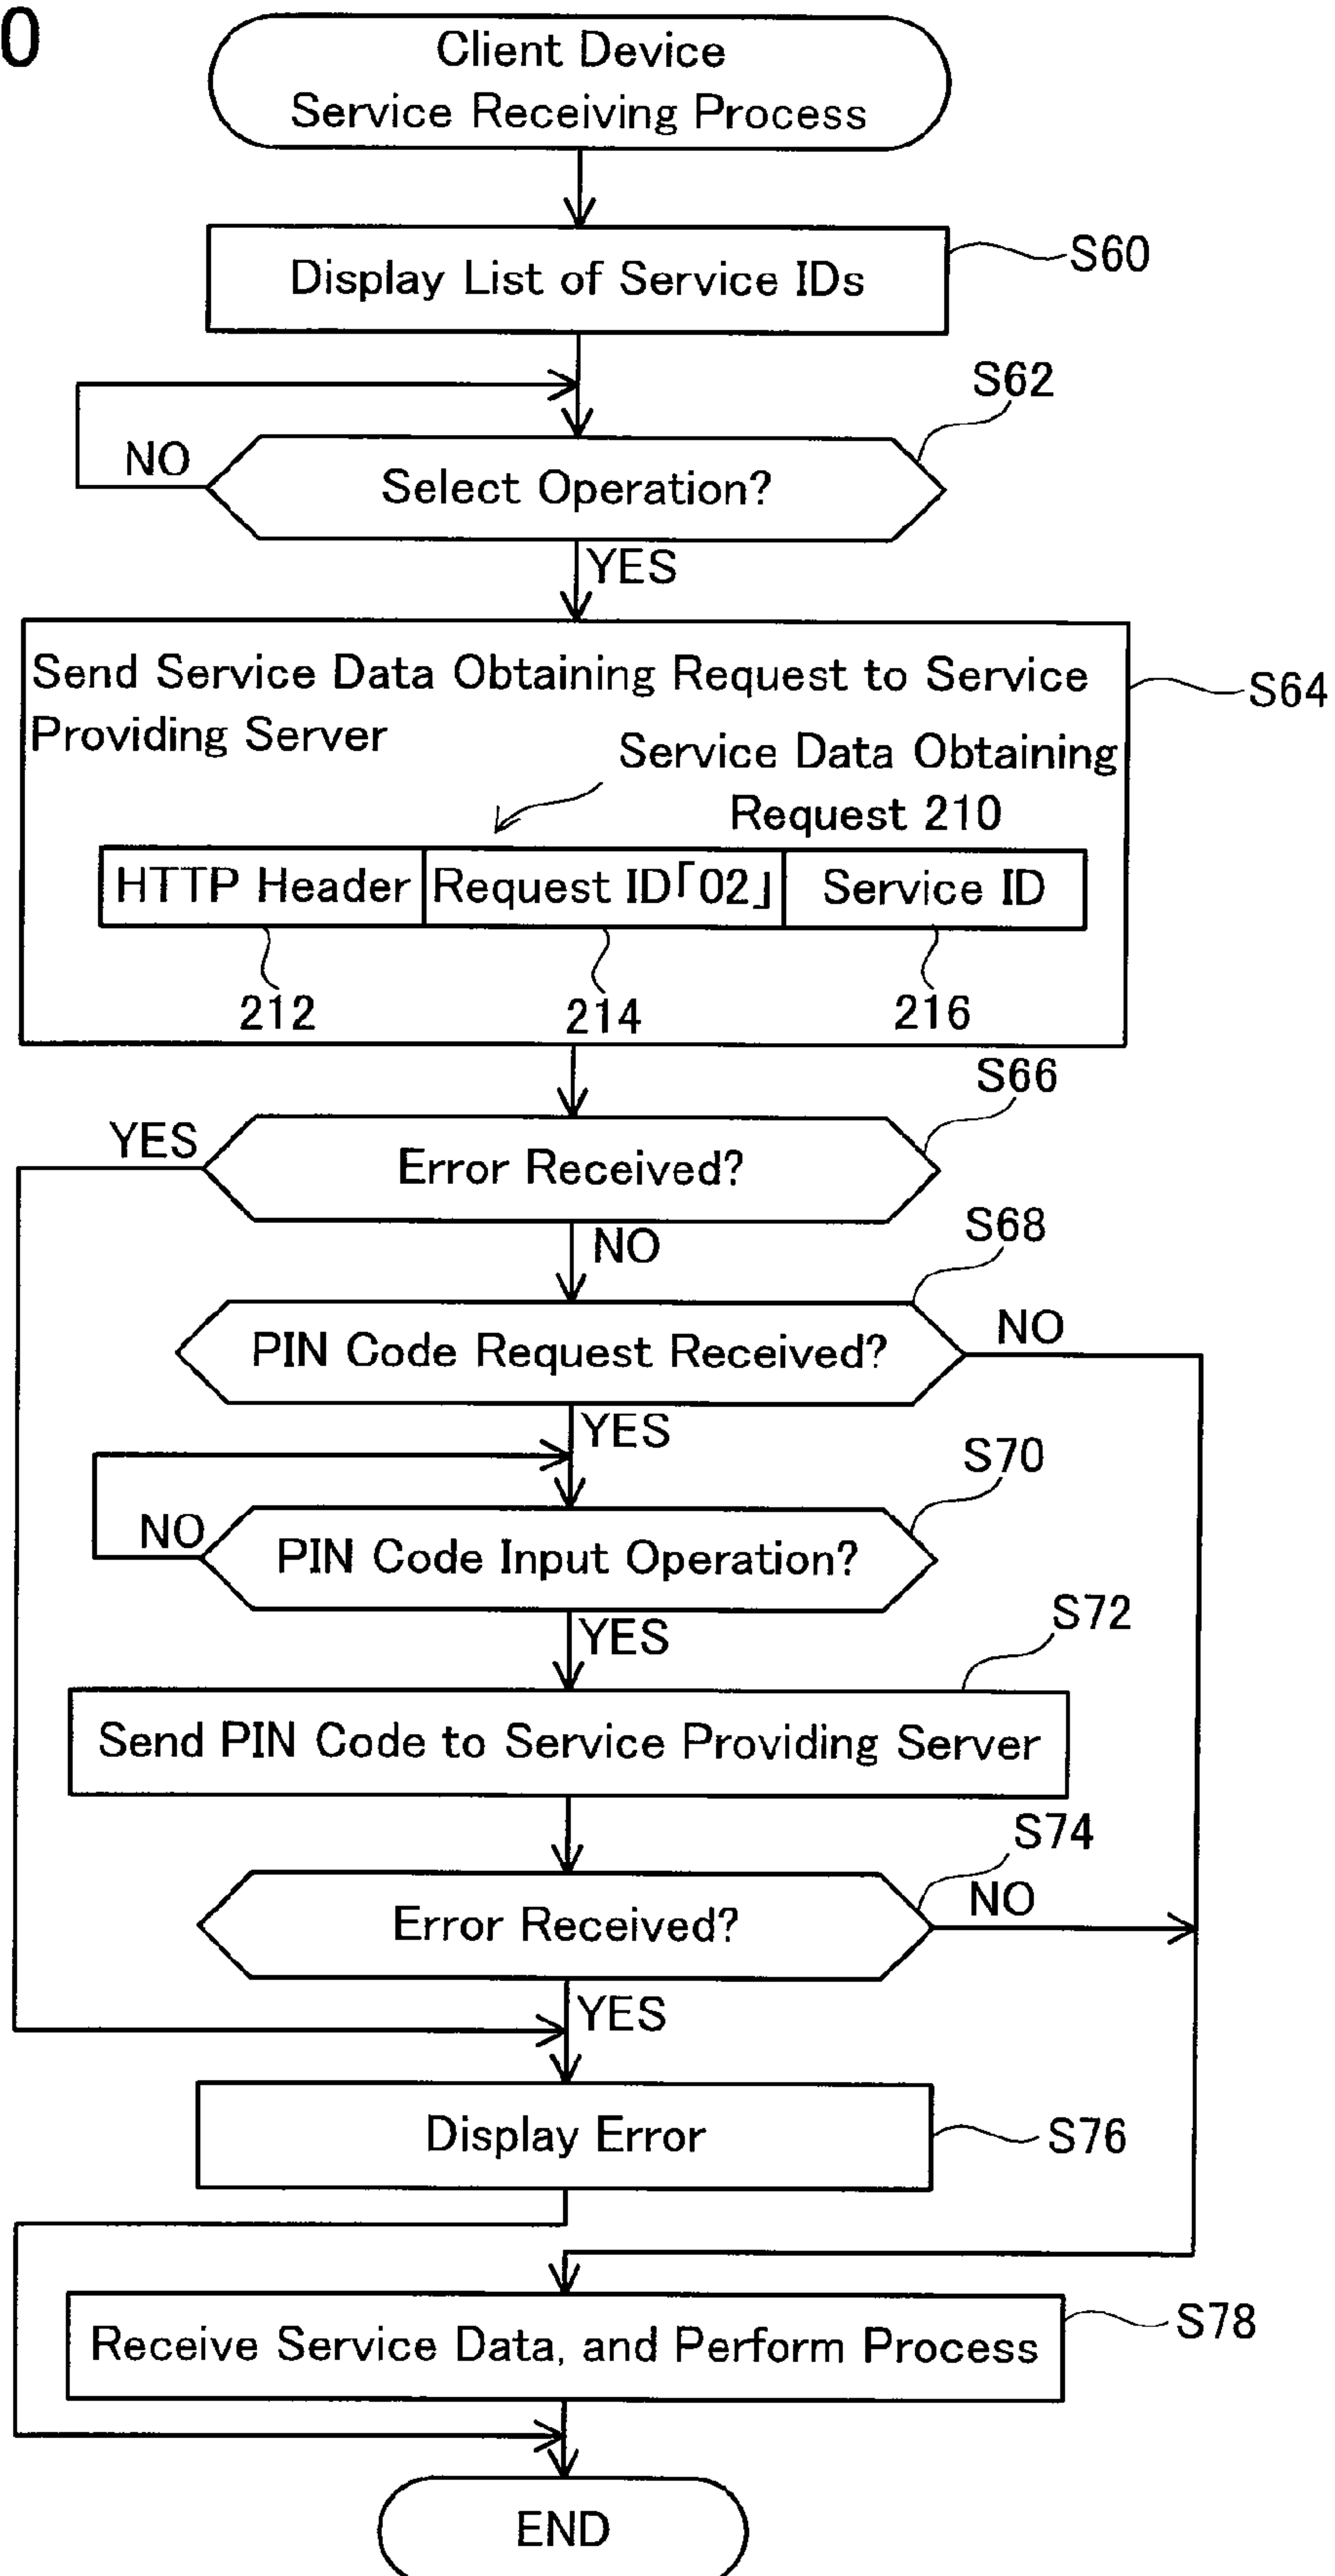 0
Client Device
Service Receiving Process
Display List of Service IDs
S60
S62
NO
Select Operation?
YES
Send Service Data Obtaining Request to Service
Providing Server
S64
Service Data Obtaining
Request 210
HTTP Header
Request ID「02」
Service ID
212
214
216
S66
YES
Error Received?
NO
S68
PIN Code Request Received?
NO
YES
S70
NO
PIN Code Input Operation?
YES
S72
Send PIN Code to Service Providing Server
S74
Error Received?
NO
YES
Display Error
S76
Receive Service Data, and Perform Process
S78
END